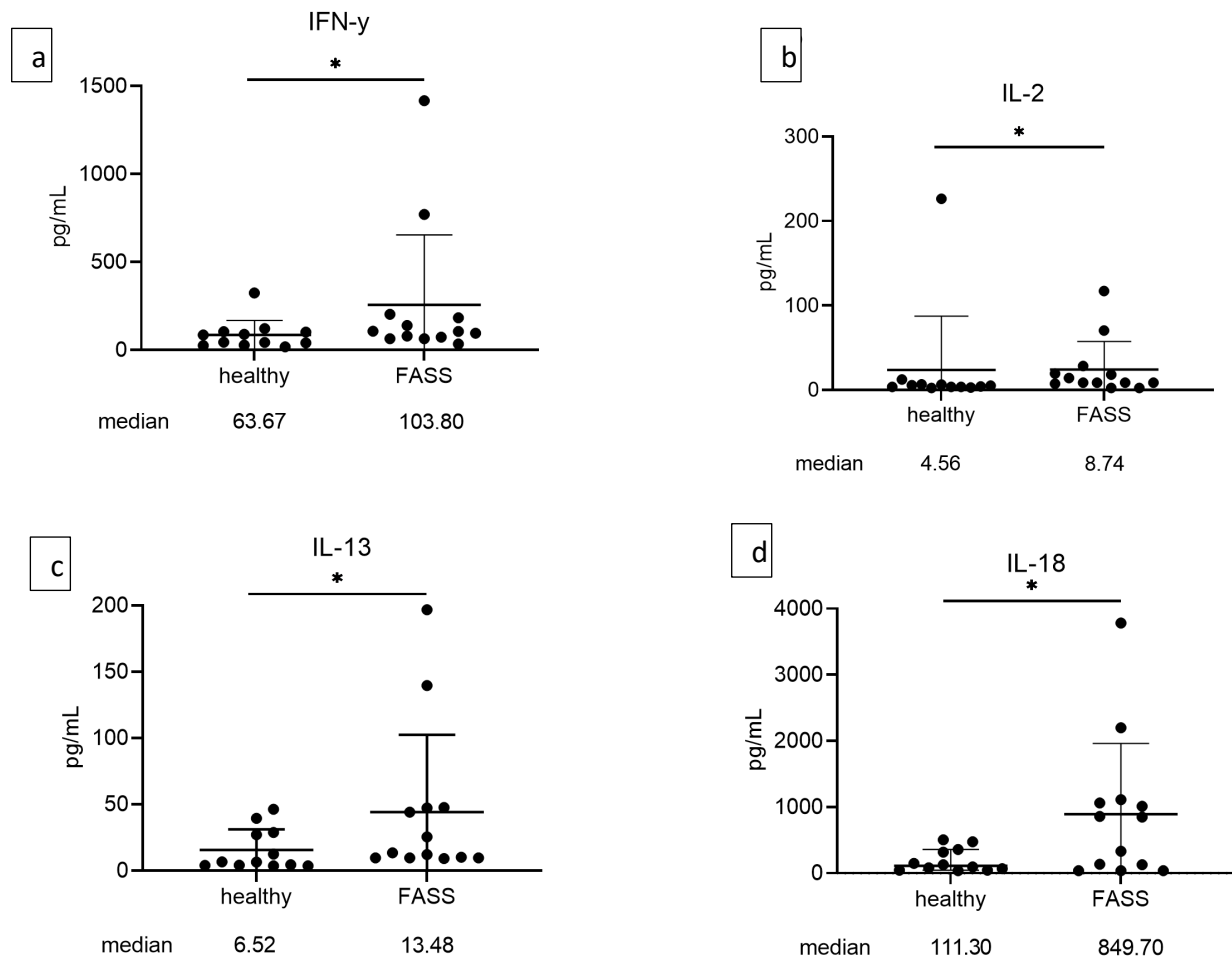 a
IFN-y
*
pg/mL
1500
1000
500
0
healthy FASS
median 63.67 103.80
b
IL-2
*
pg/mL
300
200
100
0
healthy FASS
median 4.56 8.74
c
IL-13
*
pg/mL
200
150
100
50
0
healthy FASS
median 6.52 13.48
d
IL-18
*
pg/mL
4000
3000
2000
1000
0
healthy FASS
median 111.30 849.70